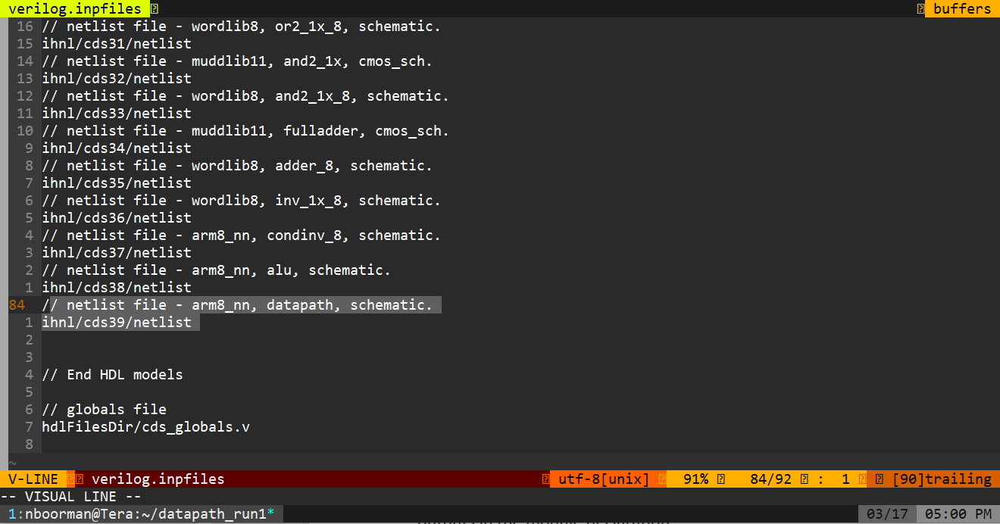 verilog.inpfiles buffers
16 // netlist file - wordlib8, or2_1x_8, schematic.
15 ihnl/cds31/netlist
14 // netlist file - muddlib11, and2_1x, cmos_sch.
13 ihnl/cds32/netlist
12 // netlist file - wordlib8, and2_1x_8, schematic.
11 ihnl/cds33/netlist
10 // netlist file - muddlib11, fulladder, cmos_sch.
9 ihnl/cds34/netlist
8 // netlist file - wordlib8, adder_8, schematic.
7 ihnl/cds35/netlist
6 // netlist file - wordlib8, inv_1x_8, schematic.
5 ihnl/cds36/netlist
4 // netlist file - arm8_nn, condinv_8, schematic.
3 ihnl/cds37/netlist
2 // netlist file - arm8_nn, alu, schematic.
1 ihnl/cds38/netlist
84 // netlist file - arm8_nn, datapath, schematic.
1 ihnl/cds39/netlist
2
3
4 // End HDL models
5
6 // globals file
7 hdlFilesDir/cds_globals.v
8
~
V-LINE verilog.inpfiles utf-8[unix] 91% 84/92 : 1 [90]trailing
-- VISUAL LINE --
1:nboorman@Tera:~/datapath_run1* 03/17 05:00 PM